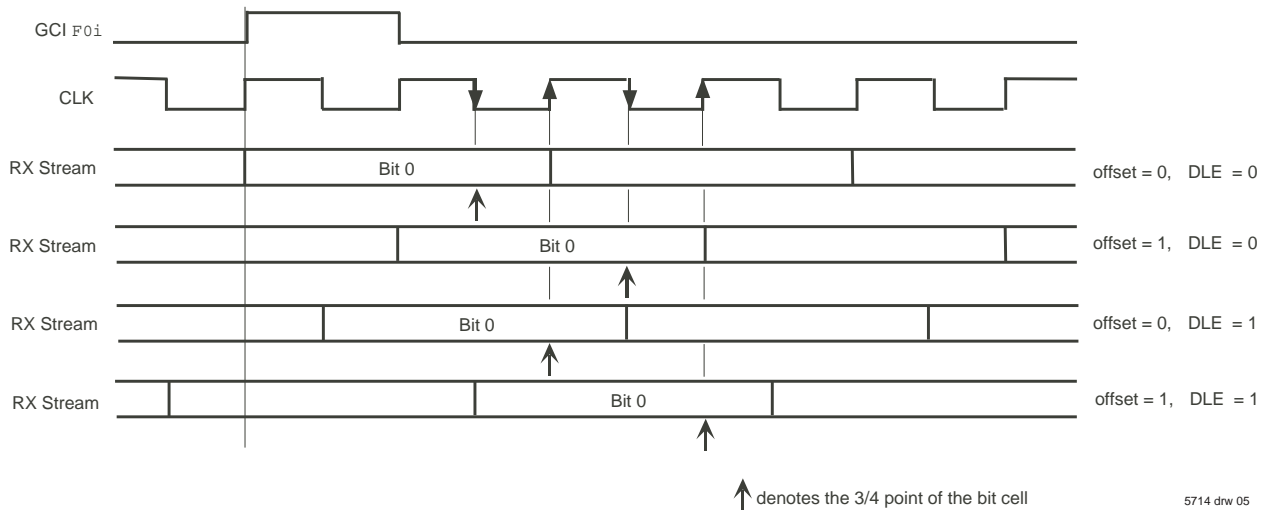 GCI F0i
CLK
RX Stream Bit 0 offset = 0, DLE = 0
RX Stream Bit 0 offset = 1, DLE = 0
RX Stream Bit 0 offset = 0, DLE = 1
RX Stream Bit 0 offset = 1, DLE = 1
denotes the 3/4 point of the bit cell
5714 drw 05